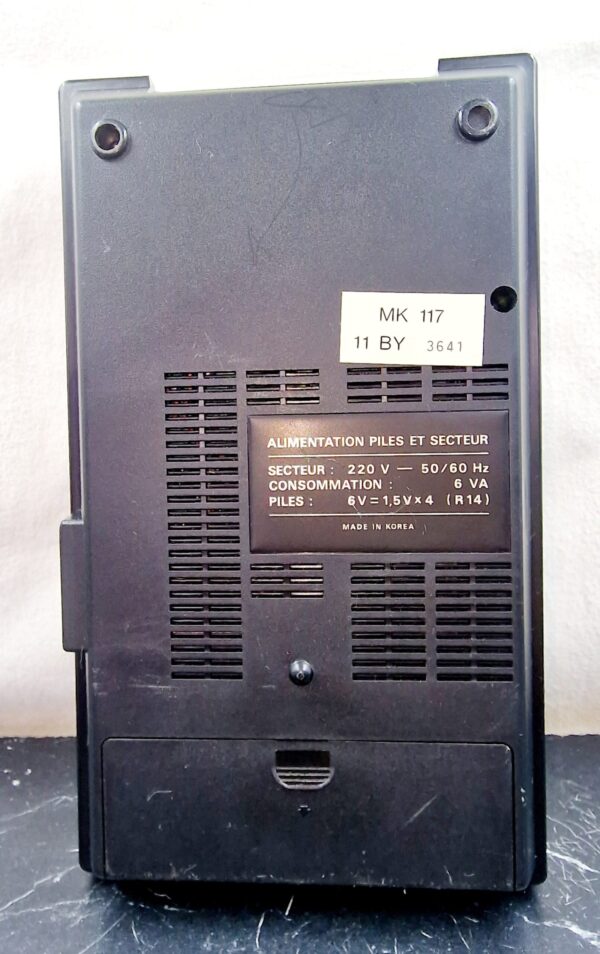 MK 117
11 BY 3641
ALIMENTATION PILES ET SECTEUR
SECTEUR : 220 V — 50/60 Hz
CONSOMMATION : 6 VA
PILES : 6V=1,5V×4 (R14)
MADE IN KOREA